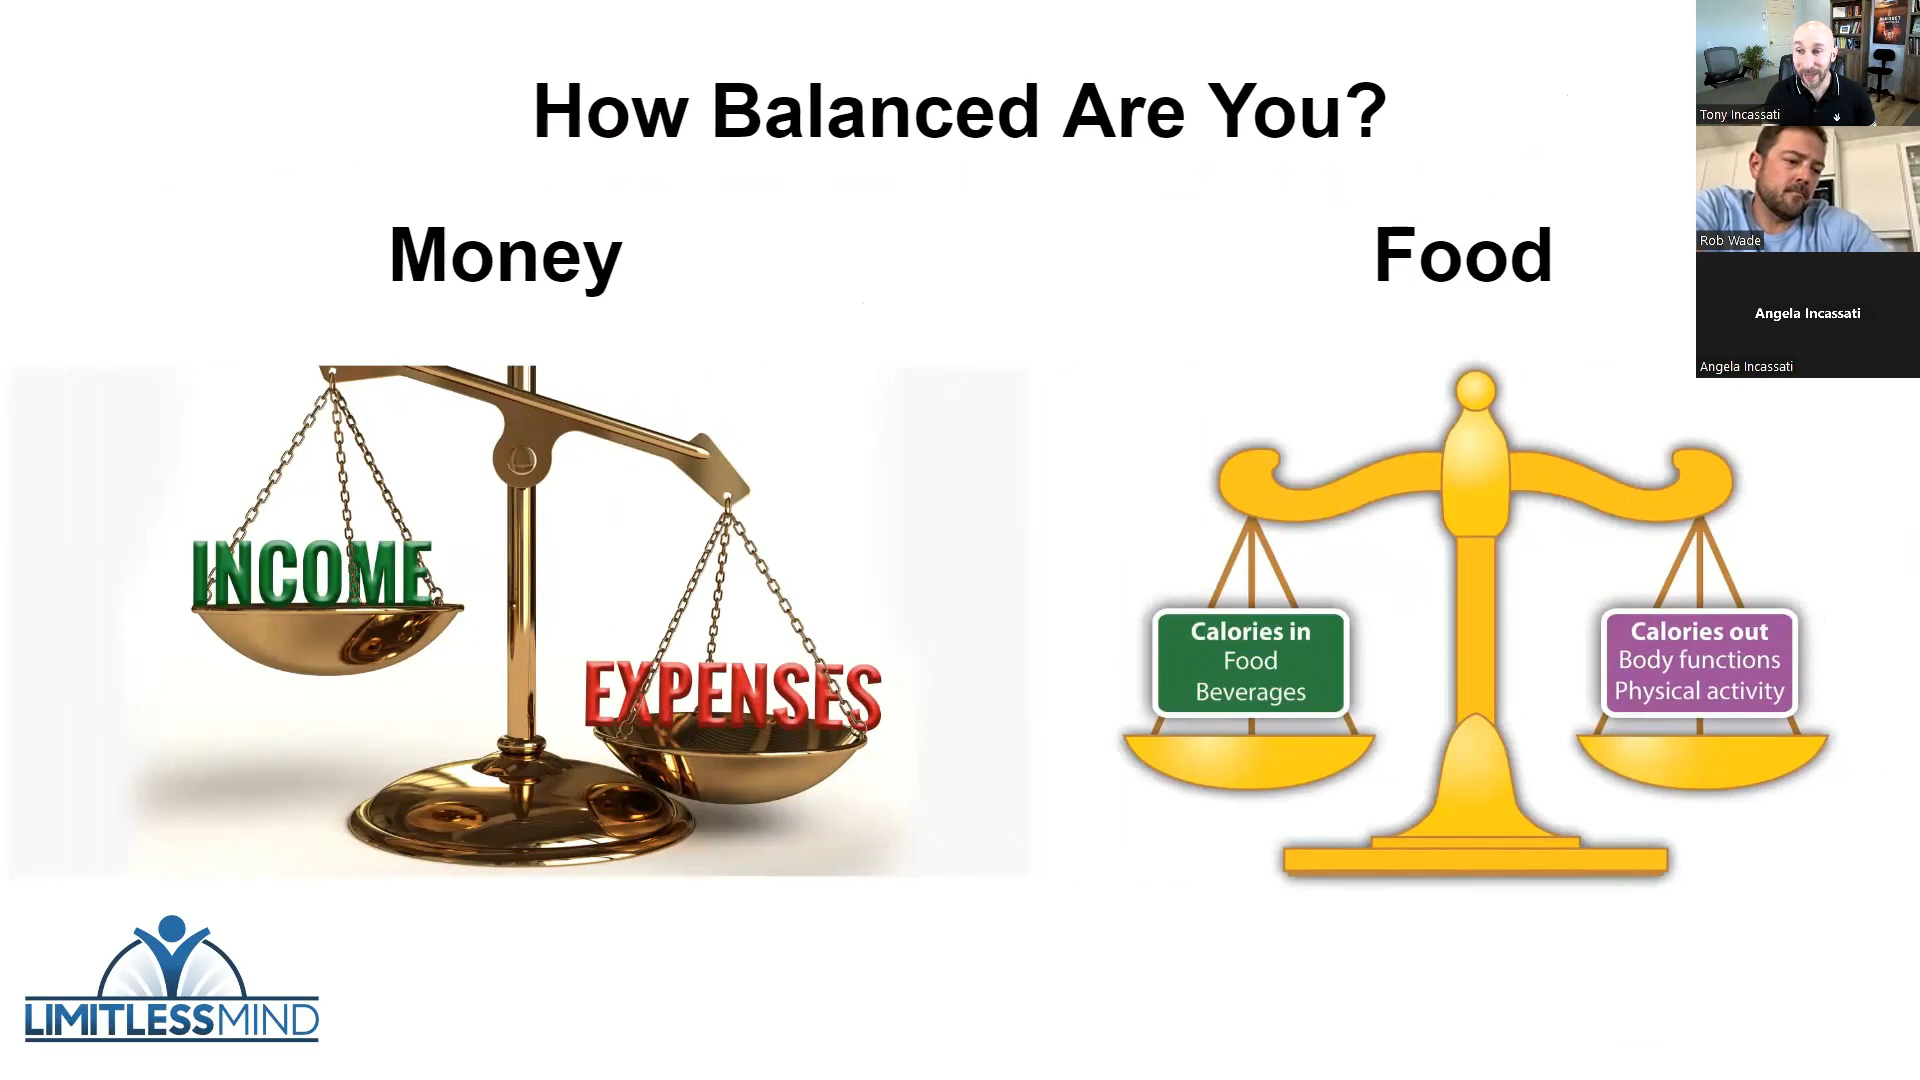 How Balanced Are You?
Money
Food
INCOME
EXPENSES
Calories in
Food
Beverages
Calories out
Body functions
Physical activity
LIMITLESSMIND
Tony Incassati
Rob Wade
Angela Incassati
Angela Incassati
MINDSET